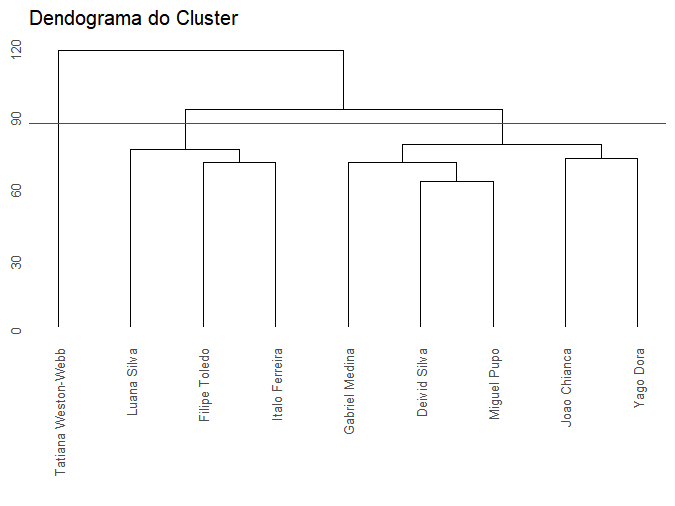 Dendograma do Cluster
120
90
60
30
0
Tatiana Weston-Webb
Luana Silva
Filipe Toledo
Italo Ferreira
Gabriel Medina
Deivid Silva
Miguel Pupo
Joao Chianca
Yago Dora